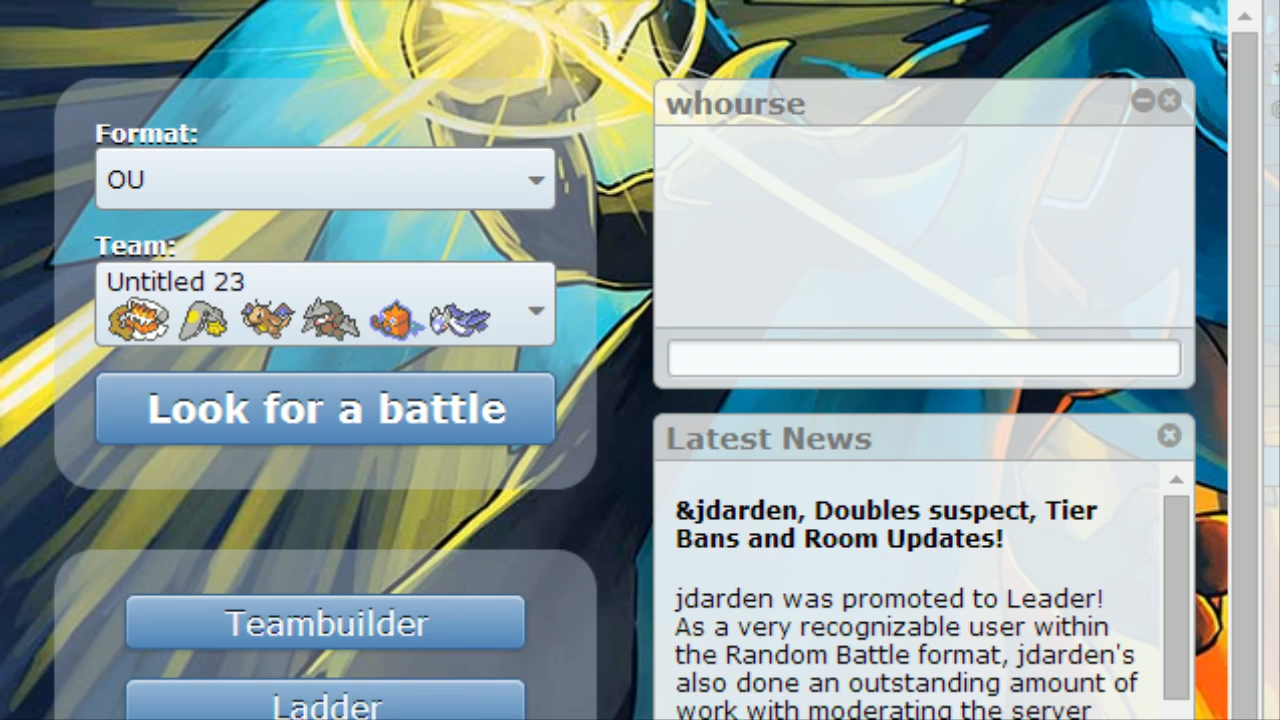 Format:
OU
Team:
Untitled 23
Look for a battle
Teambuilder
Ladder
whourse
Latest News
&jdarden, Doubles suspect, Tier
Bans and Room Updates!
jdarden was promoted to Leader!
As a very recognizable user within
the Random Battle format, jdarden's
also done an outstanding amount of
work with moderating the server